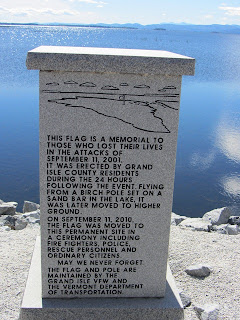 THIS FLAG IS A MEMORIAL TO
THOSE WHO LOST THEIR LIVES
IN THE ATTACKS OF
SEPTEMBER 11, 2001.
IT WAS ERECTED BY GRAND
ISLE COUNTY RESIDENTS
DURING THE 24 HOURS
FOLLOWING THE EVENT. FLYING
FROM A BIRCH POLE SET ON A
SAND BAR IN THE LAKE, IT
WAS LATER MOVED TO HIGHER
GROUND.
ON SEPTEMBER 11, 2010,
THE FLAG WAS MOVED TO
THIS PERMANENT SITE IN
A CEREMONY INCLUDING
FIRE FIGHTERS, POLICE,
RESCUE PERSONNEL AND
ORDINARY CITIZENS.
MAY WE NEVER FORGET.
THE FLAG AND POLE ARE
MAINTAINED BY THE
GRAND ISLE VFW AND
THE VERMONT DEPARTMENT
OF TRANSPORTATION.